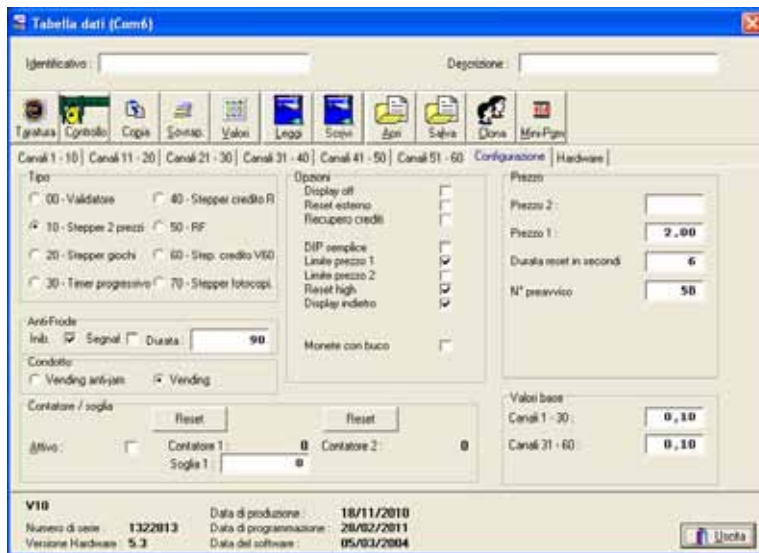 Tabella dati (Com6)
Identificativo :
Descrizione :
Taratura Controllo Copia Sovrap. Valori Leggi Scrivi Apri Salva Clona Mini-Pgm
Canali 1 - 10 Canali 11 - 20 Canali 21 - 30 Canali 31 - 40 Canali 41 - 50 Canali 51 - 60 Configurazione Hardware
Tipo
00 - Validatore 40 - Stepper credito R
10 - Stepper 2 prezzi 50 - RF
20 - Stepper giochi 60 - Step. credito V60
30 - Timer progressivo 70 - Stepper fotocopi.
Anti-Frode
Inib. Segnal. Durata : 90
Condotto
Vending anti-jam Vending
Opzioni
Display off
Reset esterno
Recupero crediti
DIP semplice
Limite prezzo 1
Limite prezzo 2
Reset high
Display indietro
Monete con buco
Prezzo
Prezzo 2 :
Prezzo 1 : 2.00
Durata reset in secondi 6
N° preavviso 50
Contatore / soglia
Reset Reset
Attivo : Contatore 1 : 0 Contatore 2 : 0
Soglia 1 : 0
Valori base
Canali 1 - 30 : 0,10
Canali 31 - 60 : 0,10
V10
Numero di serie : 1322013
Versione Hardware : 5.3
Data di produzione : 18/11/2010
Data di programmazione : 20/02/2011
Data del software : 05/03/2004
Uscita